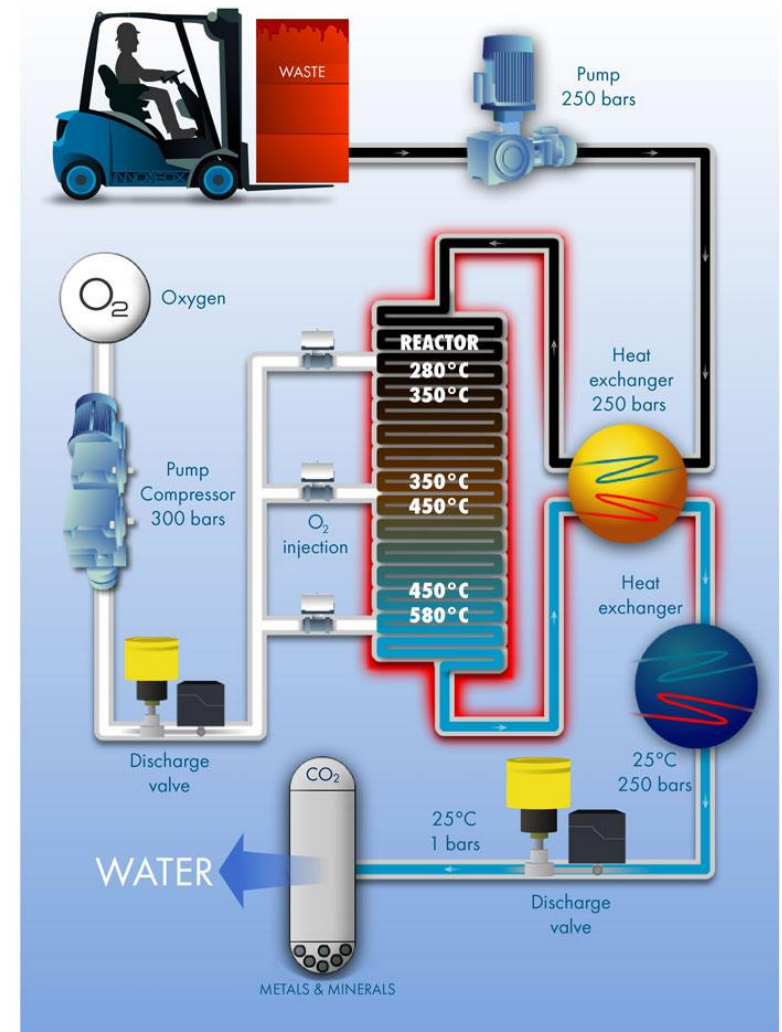 WASTE
Pump
250 bars
INNOVEOX
O2
Oxygen
REACTOR
280°C
350°C
Heat
exchanger
250 bars
Pump
Compressor
300 bars
350°C
450°C
O2
injection
Heat
exchanger
450°C
580°C
Discharge
valve
25°C
250 bars
CO2
25°C
1 bars
WATER
Discharge
valve
METALS & MINERALS